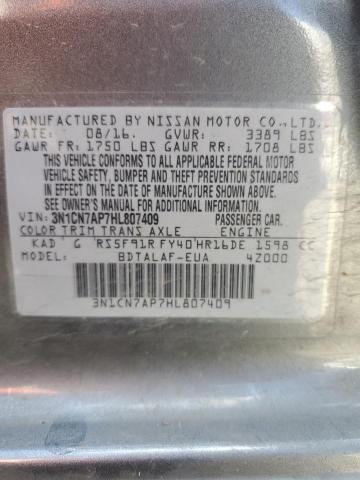 MANUFACTURED BY NISSAN MOTOR CO.,LTD.
DATE: 08/16. GVWR: 3389 LBS
GAWR FR: 1750 LBS GAWR RR: 1708 LBS
THIS VEHICLE CONFORMS TO ALL APPLICABLE FEDERAL MOTOR
VEHICLE SAFETY, BUMPER AND THEFT PREVENTION STANDARDS
IN EFFECT ON THE DATE OF MANUFACTURE SHOWN ABOVE.
SEE OWNER'S MANUAL FOR ADDITIONAL INFORMATION
VIN: 3N1CN7AP7HL807409 PASSENGER CAR.
COLOR TRIM TRANS AXLE ENGINE
KAD G RS5F91R FY40 HR16DE 1598 CC
MODEL: BDTALAF-EUA 4Z000
3N1CN7AP7HL807409